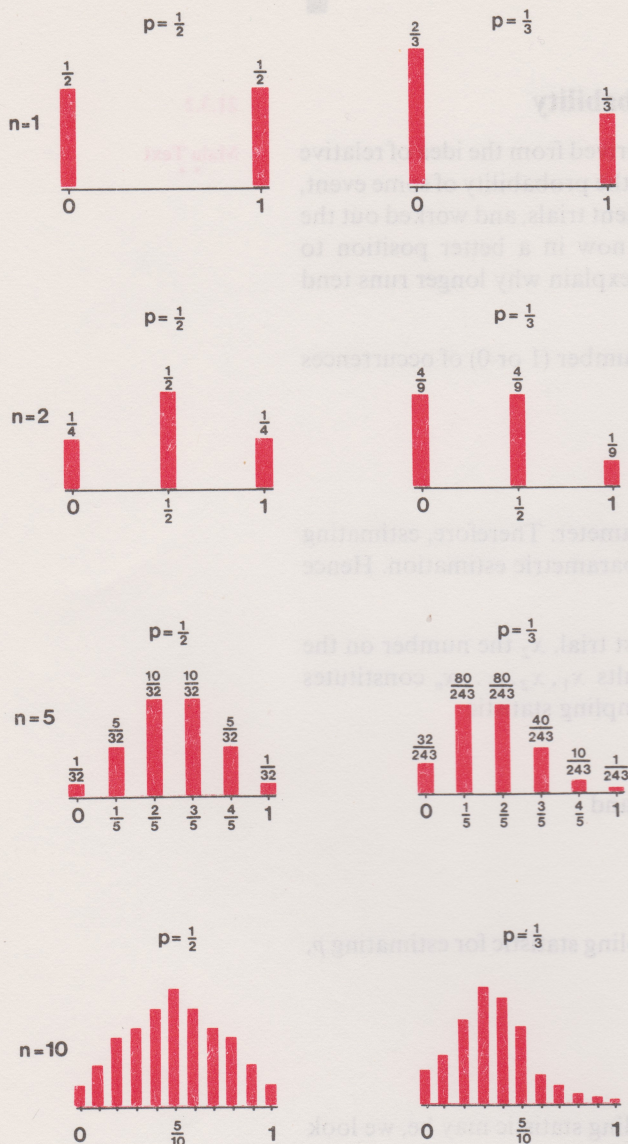 p= 1/2    p= 1/3
2/3
1/2    1/2    1/3
n=1
0    1    0    1
p= 1/2    p= 1/3
1/2    4/9    4/9
n=2    1/4    1/4    1/9
0    1/2    1    0    1/2    1
p= 1/2    p= 1/3
10/32    10/32    80/243    80/243
n=5    1/32    5/32    5/32    1/32    32/243    40/243    10/243    1/243
0    1/5    2/5    3/5    4/5    1    0    1/5    2/5    3/5    4/5    1
p= 1/2    p= 1/3
n=10
0    5/10    1    0    5/10